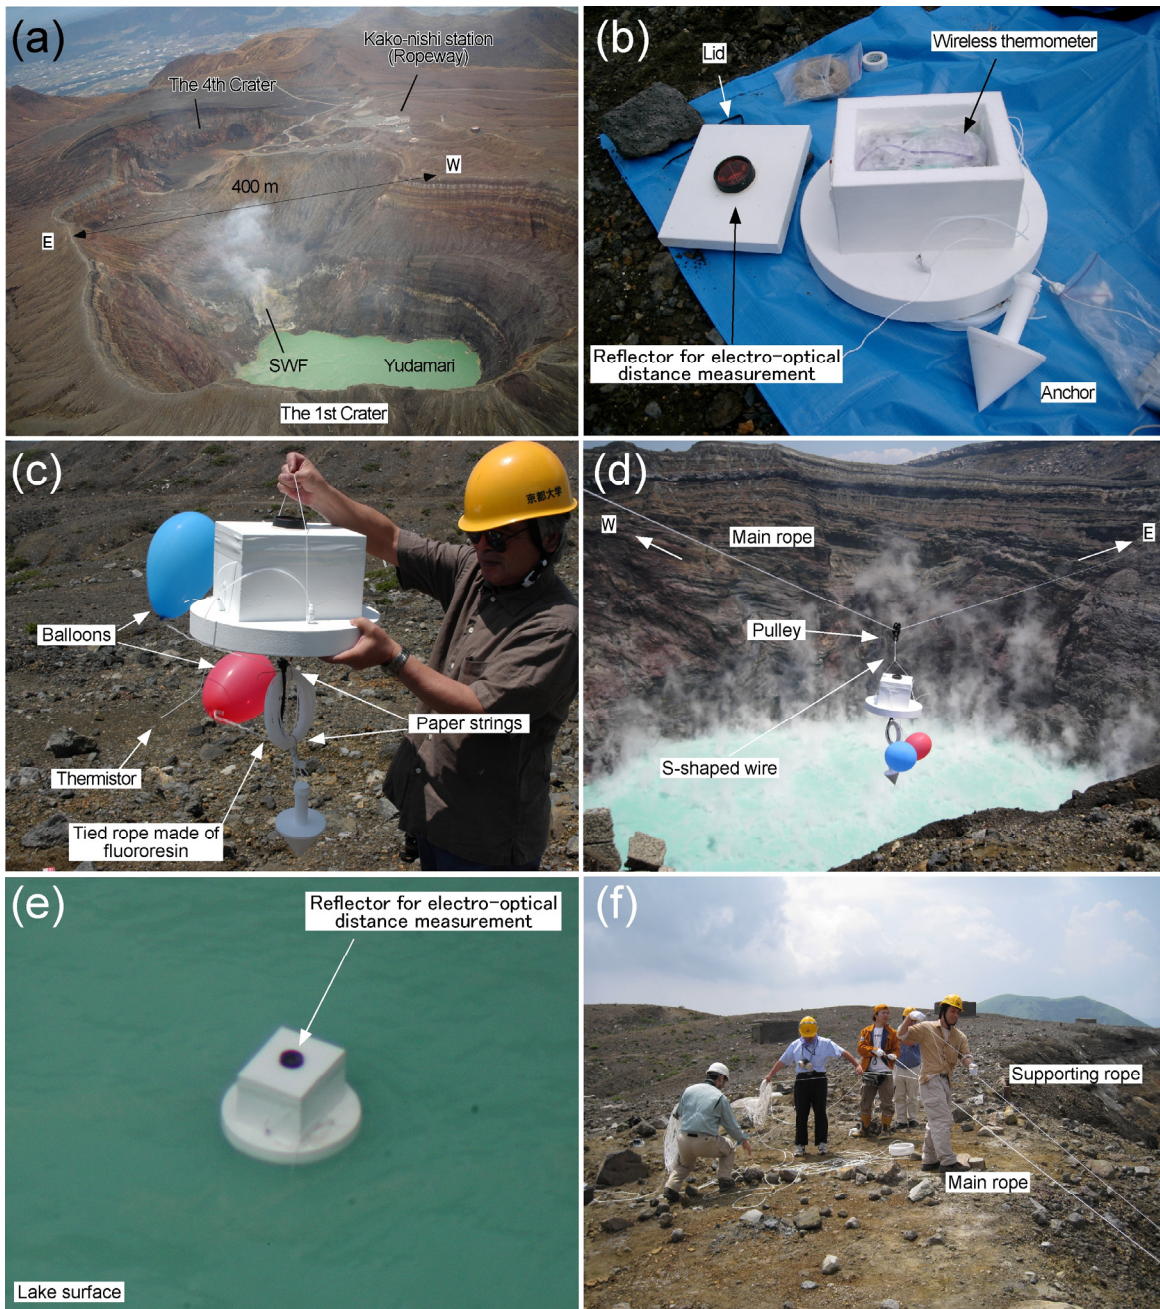 (a)
Kako-nishi station
(Ropeway)
The 4th Crater
W
400 m
E
SWF
Yudamari
The 1st Crater
(b)
Wireless thermometer
Lid
Reflector for electro-optical
distance measurement
Anchor
(c)
京都大学
Balloons
Paper strings
Thermistor
Tied rope made of
fluororesin
(d)
W
Main rope
E
Pulley
S-shaped wire
(e)
Reflector for electro-optical
distance measurement
Lake surface
(f)
Supporting rope
Main rope